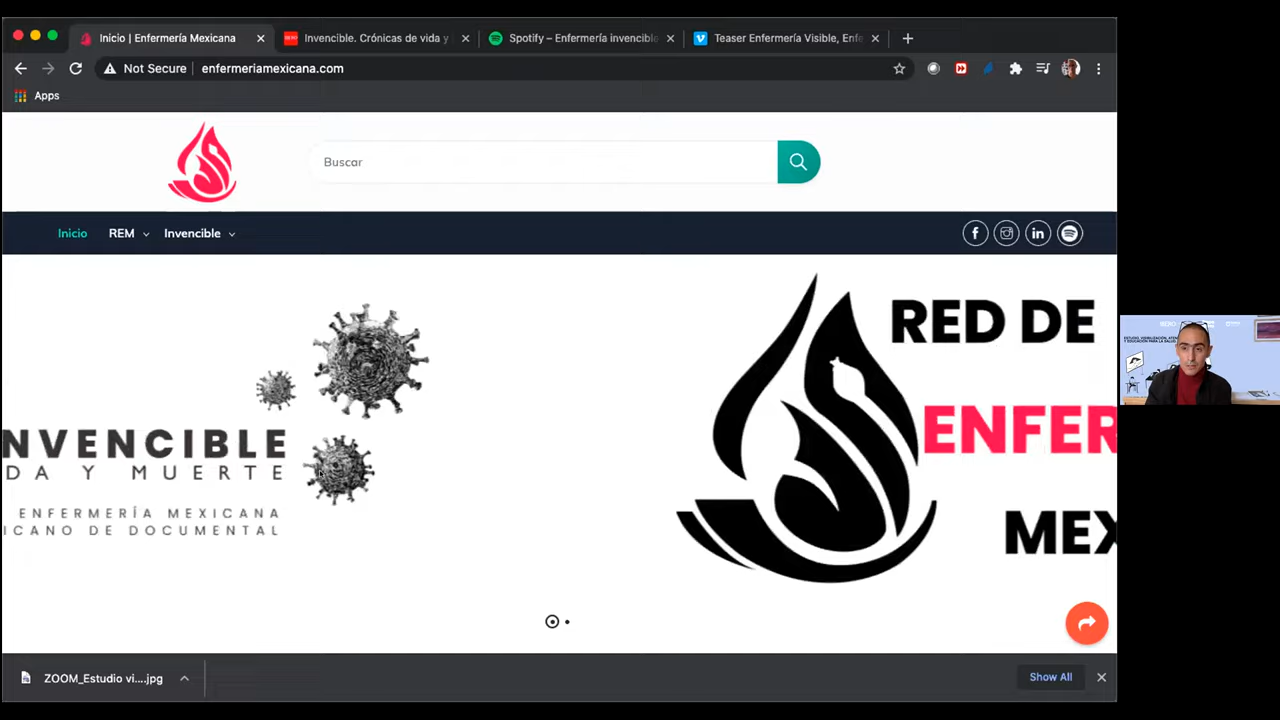 Inicio | Enfermería Mexicana
Invencible. Crónicas de vida y
Spotify – Enfermería invencible
Teaser Enfermería Visible, Enfe
Not Secure
enfermeriamexicana.com
Apps
Buscar
Inicio
REM
Invencible
RED DE
NVENCIBLE
ENFER
DA Y MUERTE
ENFERMERÍA MEXICANA
ICANO DE DOCUMENTAL
MEX
ZOOM_Estudio vi....jpg
Show All